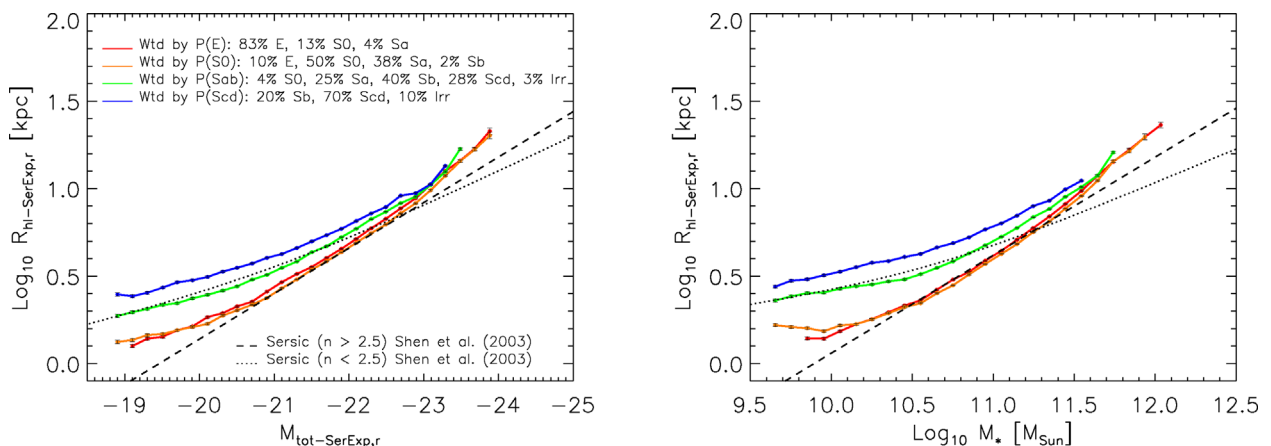 2.0
1.5
1.0
0.5
0.0
Log₁₀ R_hl-SerExp,r [kpc]
Wtd by P(E): 83% E, 13% S0, 4% Sa
Wtd by P(S0): 10% E, 50% S0, 38% Sa, 2% Sb
Wtd by P(Sab): 4% S0, 25% Sa, 40% Sb, 28% Scd, 3% Irr
Wtd by P(Scd): 20% Sb, 70% Scd, 10% Irr
Sersic (n > 2.5) Shen et al. (2003)
Sersic (n < 2.5) Shen et al. (2003)
-19 -20 -21 -22 -23 -24 -25
M_tot-SerExp,r
2.0
1.5
1.0
0.5
0.0
Log₁₀ R_hl-SerExp,r [kpc]
9.5 10.0 10.5 11.0 11.5 12.0 12.5
Log₁₀ M_* [M_Sun]